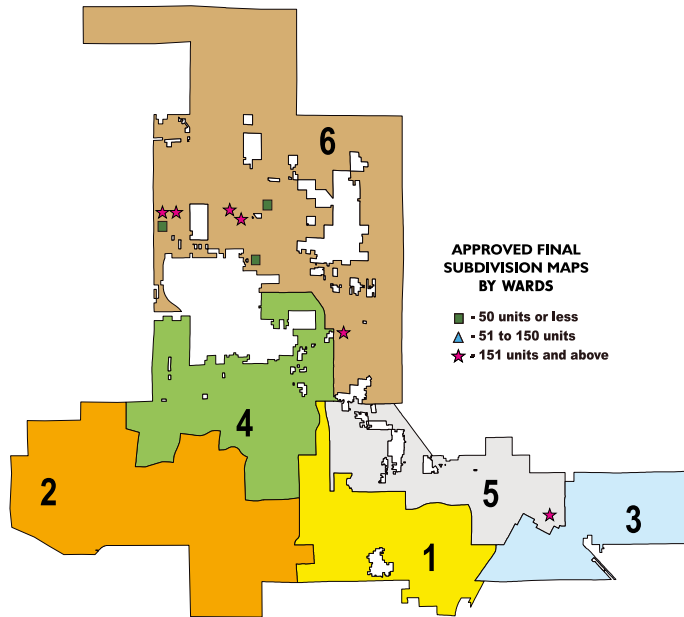 6
APPROVED FINAL
SUBDIVISION MAPS
BY WARDS
- 50 units or less
- 51 to 150 units
- 151 units and above
4
2
5
3
1